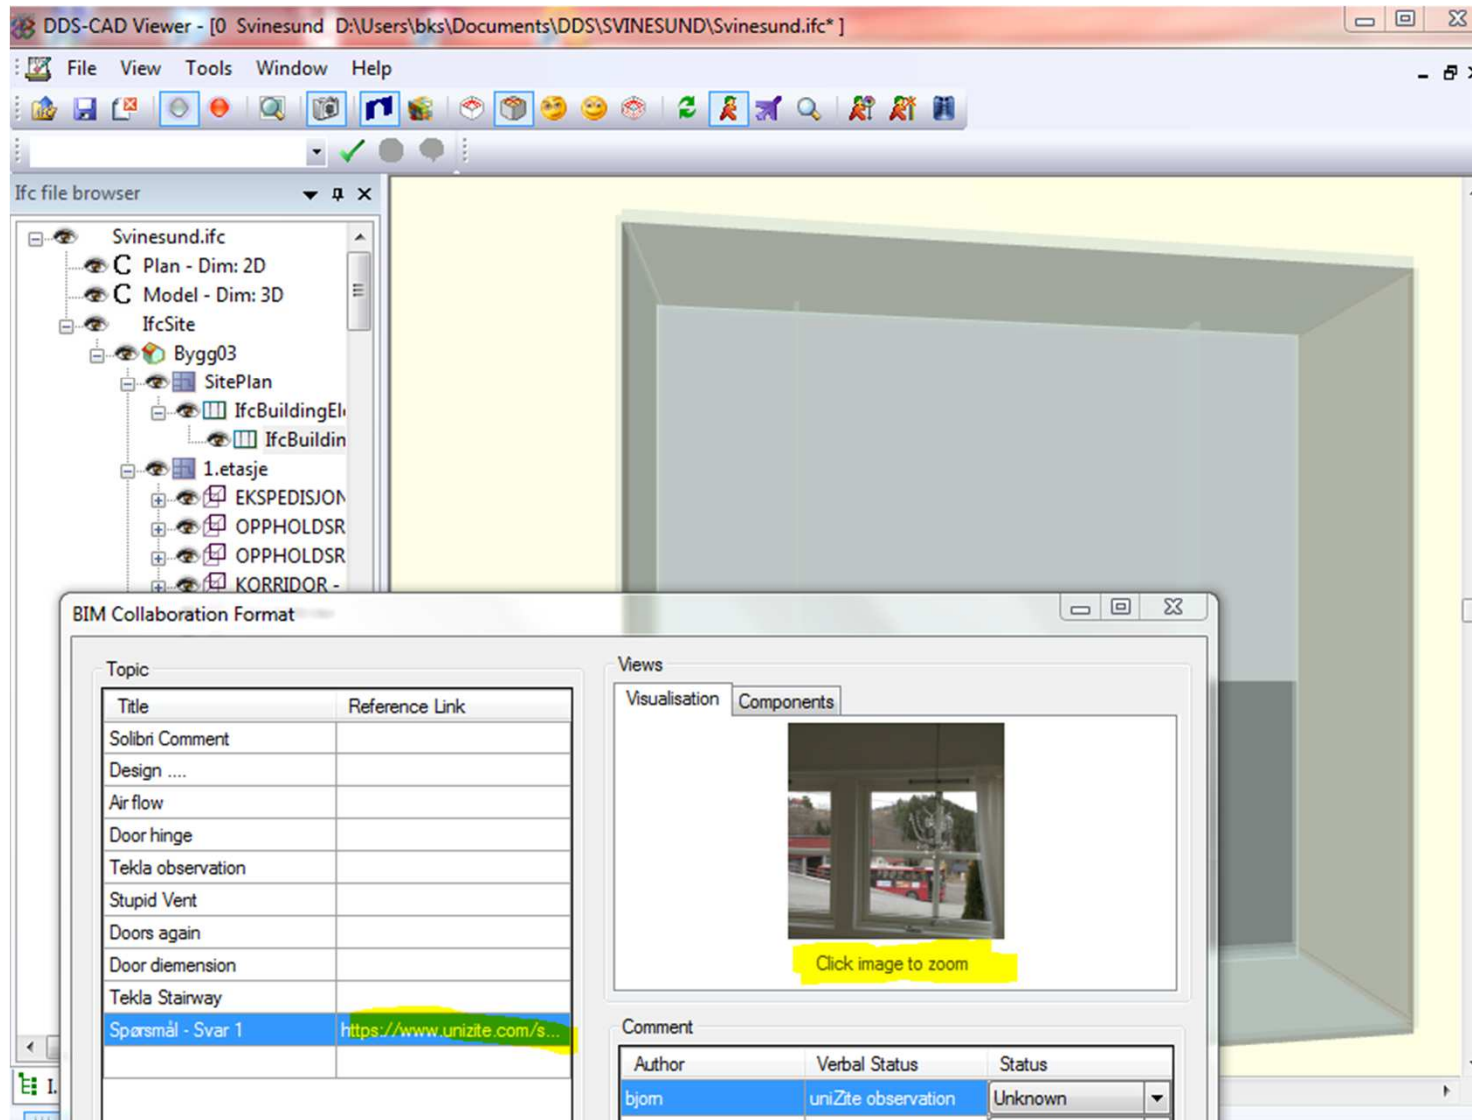 DDS-CAD Viewer - [0 Svinesund D:\Users\bks\Documents\DDS\SVINESUND\Svinesund.ifc* ]
File View Tools Window Help
Ifc file browser
Svinesund.ifc
C Plan - Dim: 2D
C Model - Dim: 3D
IfcSite
Bygg03
SitePlan
IfcBuildingEl
IfcBuildin
1.etasje
EKSPEDISJON
OPPHOLDSR
OPPHOLDSR
KORRIDOR -
BIM Collaboration Format
Topic
Title Reference Link
Solibri Comment
Design ....
Air flow
Door hinge
Tekla observation
Stupid Vent
Doors again
Door diemension
Tekla Stairway
Spørsmål - Svar 1 https://www.unizite.com/s...
Views
Visualisation Components
Click image to zoom
Comment
Author Verbal Status Status
bjorn uniZite observation Unknown
I.